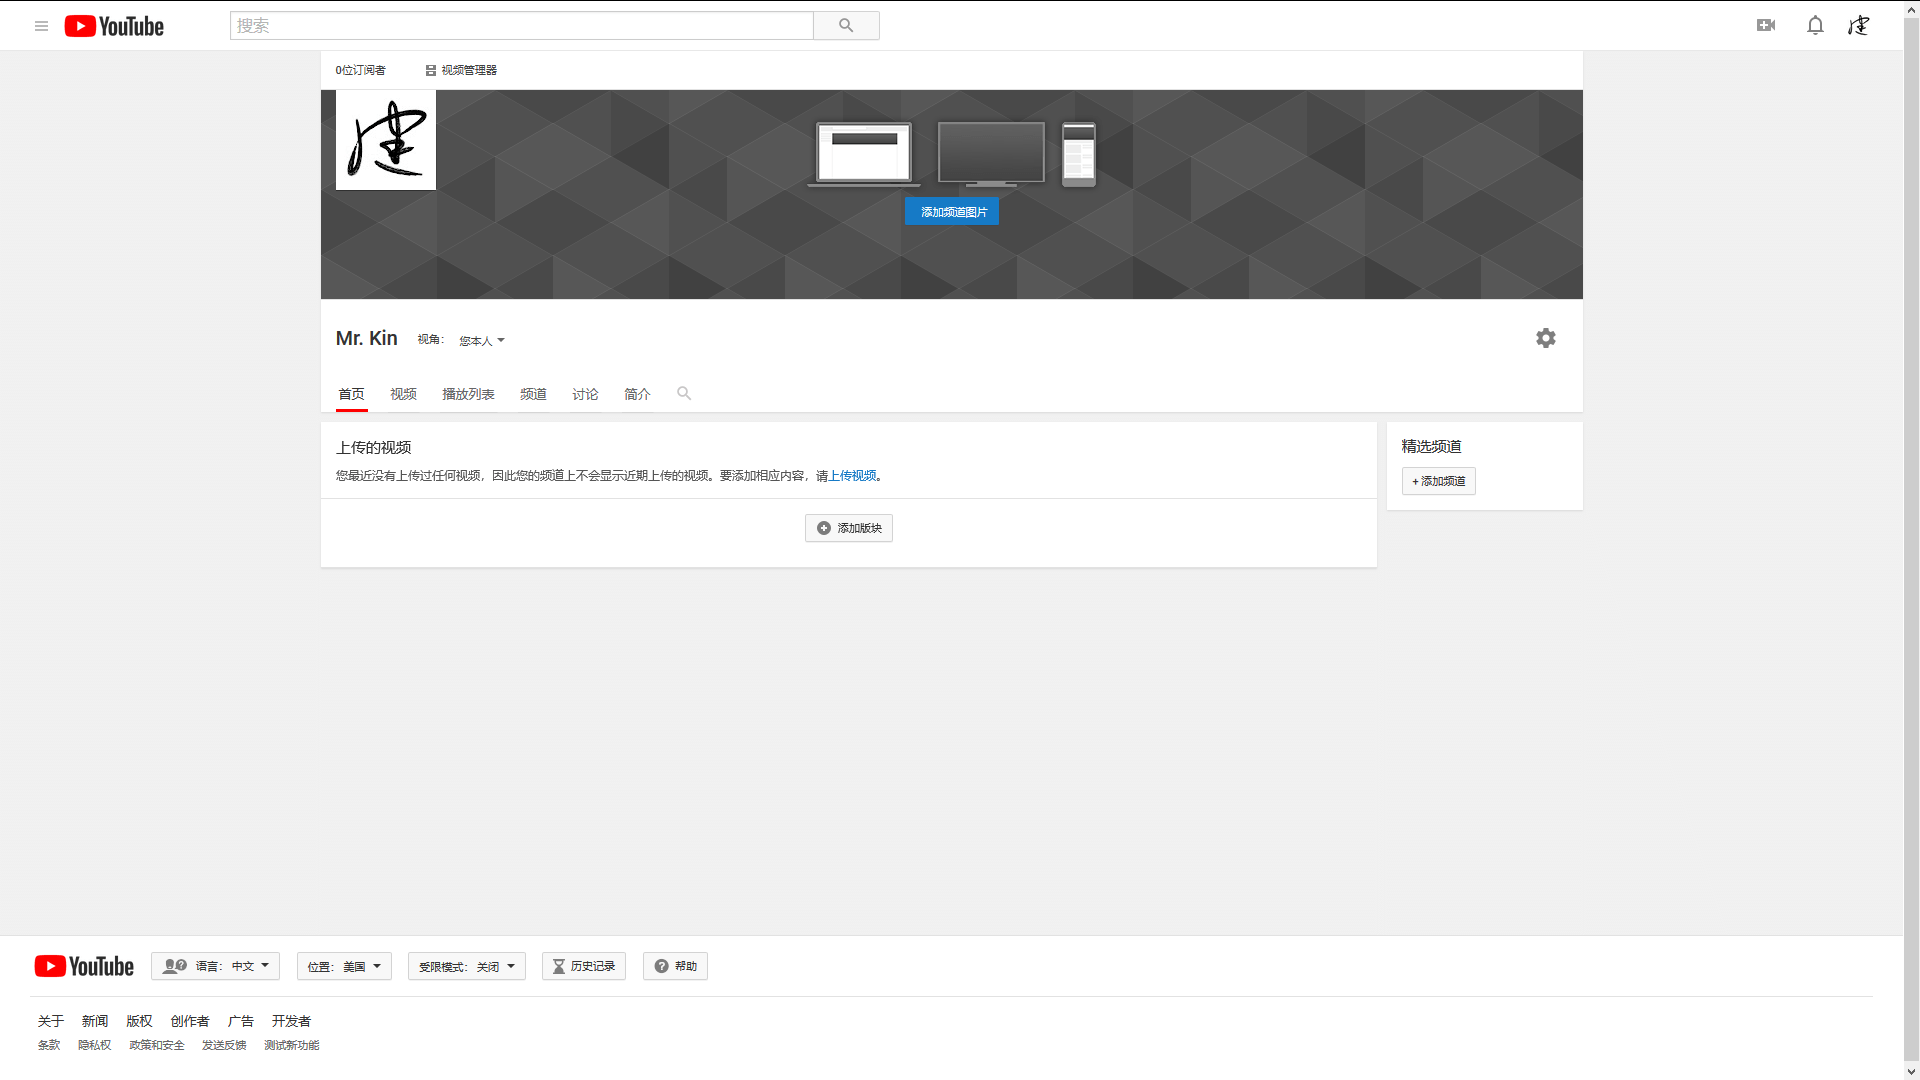 YouTube
搜索
0位订阅者 视频管理器
建
添加频道图片
Mr. Kin 视角： 您本人
首页 视频 播放列表 频道 讨论 简介
上传的视频
您最近没有上传过任何视频，因此您的频道上不会显示近期上传的视频。要添加相应内容，请上传视频。
添加版块
精选频道
+ 添加频道
YouTube 语言： 中文 位置： 美国 受限模式： 关闭 历史记录 帮助
关于 新闻 版权 创作者 广告 开发者
条款 隐私权 政策和安全 发送反馈 测试新功能